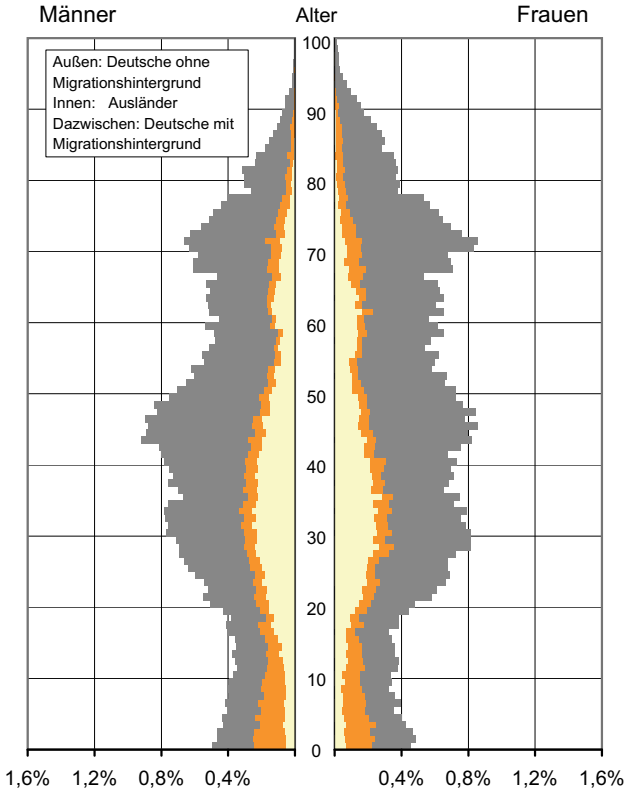 Männer Alter Frauen
100
Außen: Deutsche ohne
Migrationshintergrund
Innen: Ausländer
Dazwischen: Deutsche mit
Migrationshintergrund
90
80
70
60
50
40
30
20
10
0
1,6% 1,2% 0,8% 0,4% 0,4% 0,8% 1,2% 1,6%